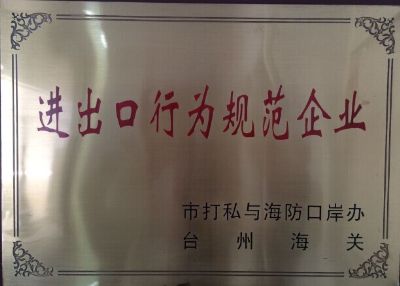 进出口行为规范企业
市打私与海防口岸办
台州海关